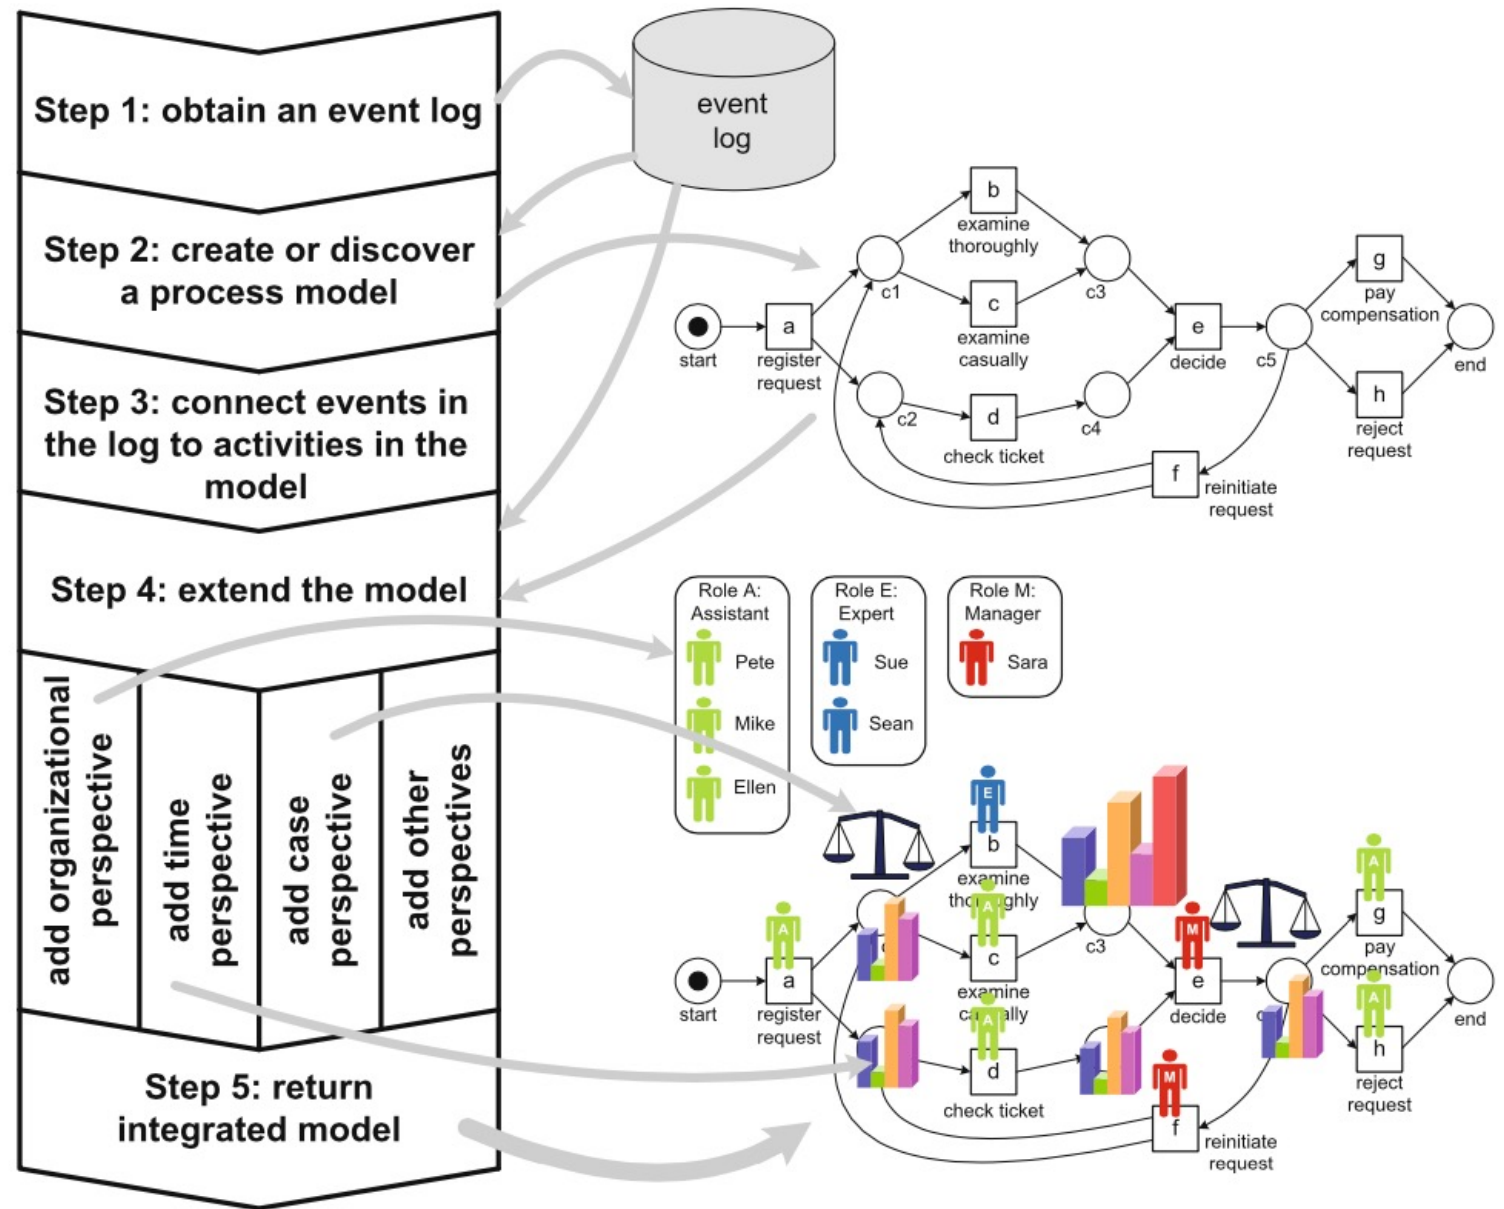 Step 1: obtain an event log
Step 2: create or discover
a process model
Step 3: connect events in
the log to activities in the
model
Step 4: extend the model
add organizational
perspective
add time
perspective
add case
perspective
add other
perspectives
Step 5: return
integrated model
event
log
b
examine
thoroughly
g
pay
compensation
c1
c
c3
examine
casually
a
e
start
register
request
decide
c5
end
h
reject
request
c2
d
c4
check ticket
f
reinitiate
request
Role A:
Assistant
Pete
Mike
Ellen
Role E:
Expert
Sue
Sean
Role M:
Manager
Sara
E
b
examine
thoroughly
A
A
g
pay
compensation
A
M
c
c3
a
e
examine
casually
start
register
request
decide
end
A
A
h
reject
request
d
check ticket
M
f
reinitiate
request